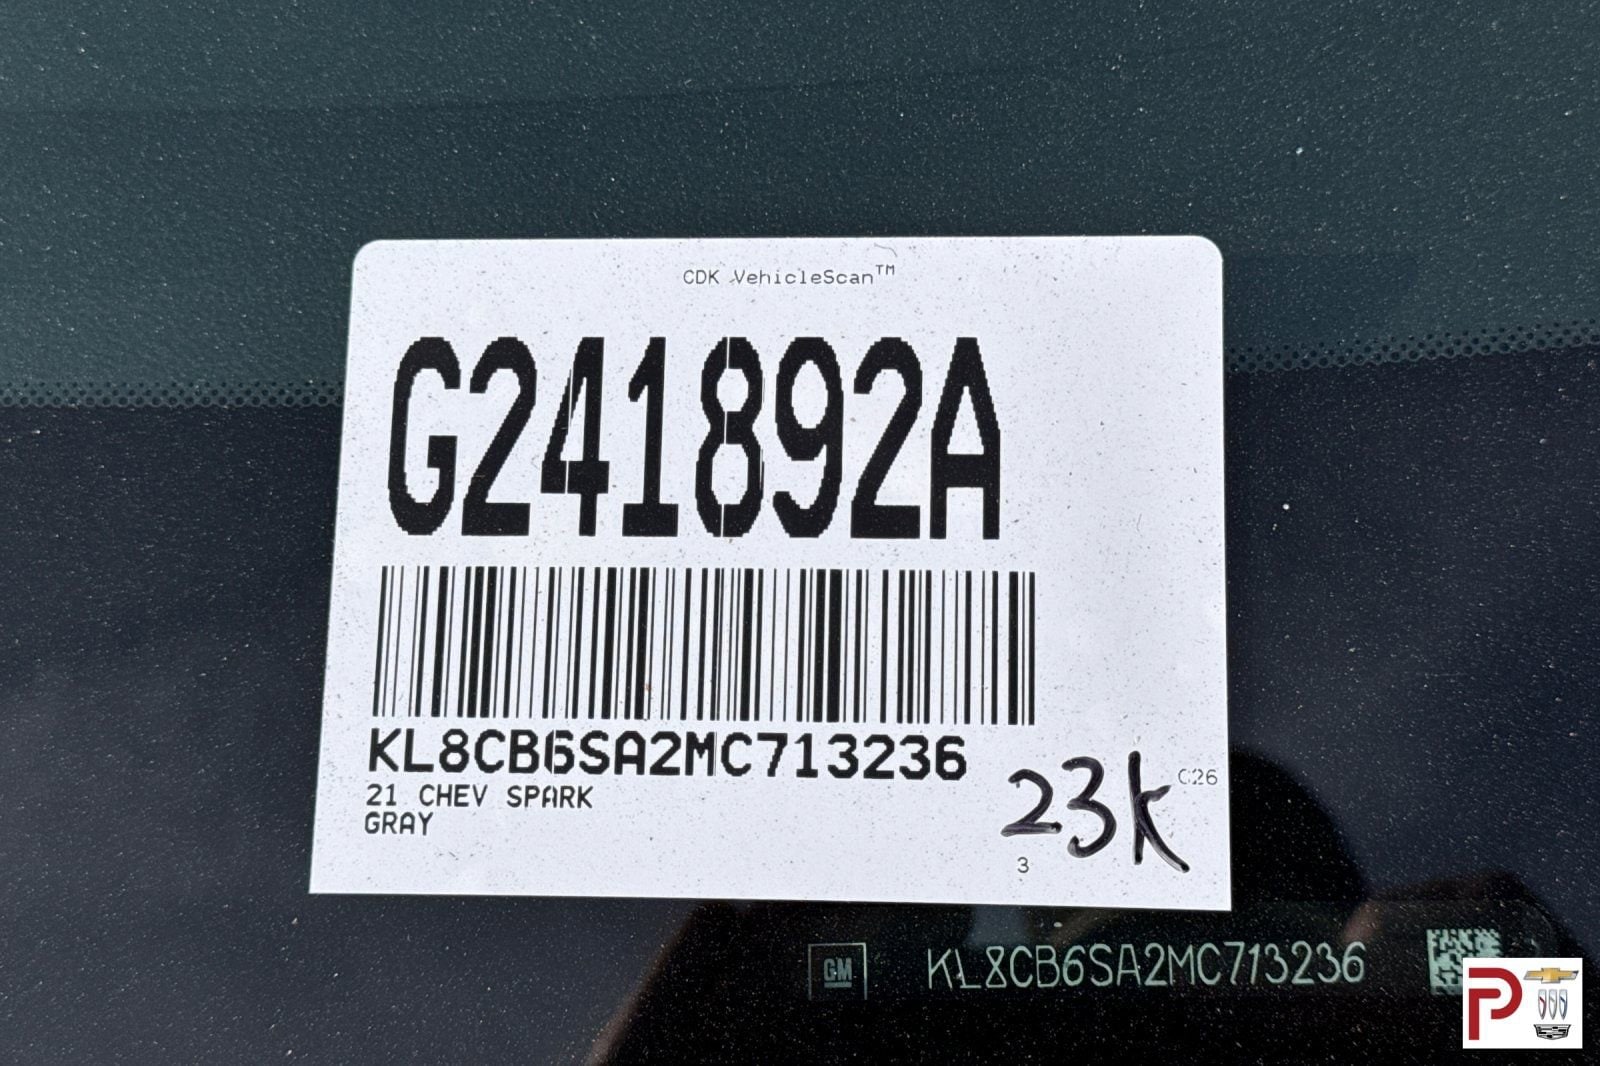 CDK VehicleScan™
G241892A
KL8CB6SA2MC713236
21 CHEV SPARK
GRAY
23k
C26
3
GM
KL8CB6SA2MC713236
P